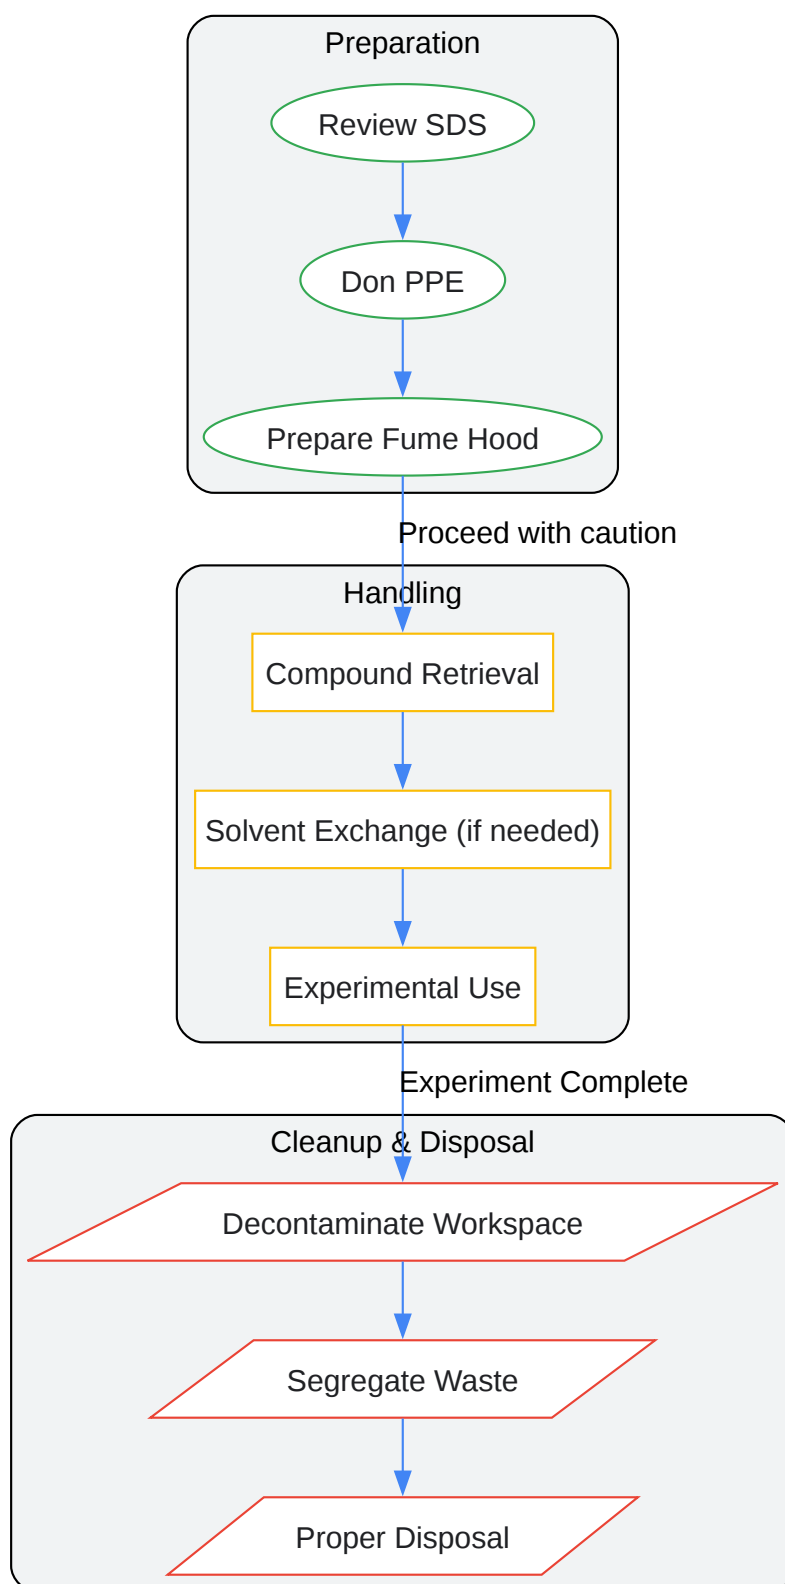 Preparation
Review SDS
Don PPE
Prepare Fume Hood
Proceed with caution
Handling
Compound Retrieval
Solvent Exchange (if needed)
Experimental Use
Experiment Complete
Cleanup & Disposal
Decontaminate Workspace
Segregate Waste
Proper Disposal